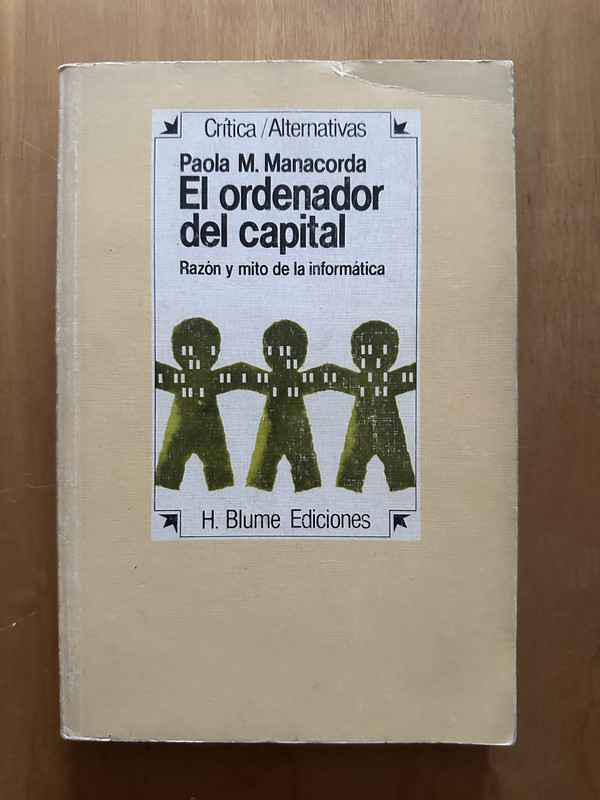 Crítica/Alternativas
Paola M. Manacorda
El ordenador
del capital
Razón y mito de la informática
H. Blume Ediciones